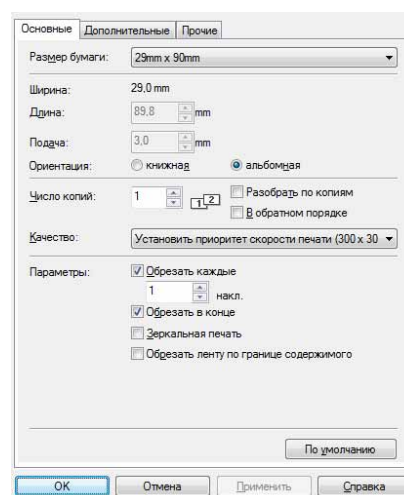 Основные Дополнительные Прочие
Размер бумаги: 29mm x 90mm
Ширина: 29,0 mm
Длина: 89,8 mm
Подача: 3,0 mm
Ориентация: книжная альбомная
Число копий: 1 1 2 Разобрать по копиям
В обратном порядке
Качество: Установить приоритет скорости печати (300 x 30
Параметры: Обрезать каждые
1 накл.
Обрезать в конце
Зеркальная печать
Обрезать ленту по границе содержимого
По умолчанию
OK Отмена Применить Справка